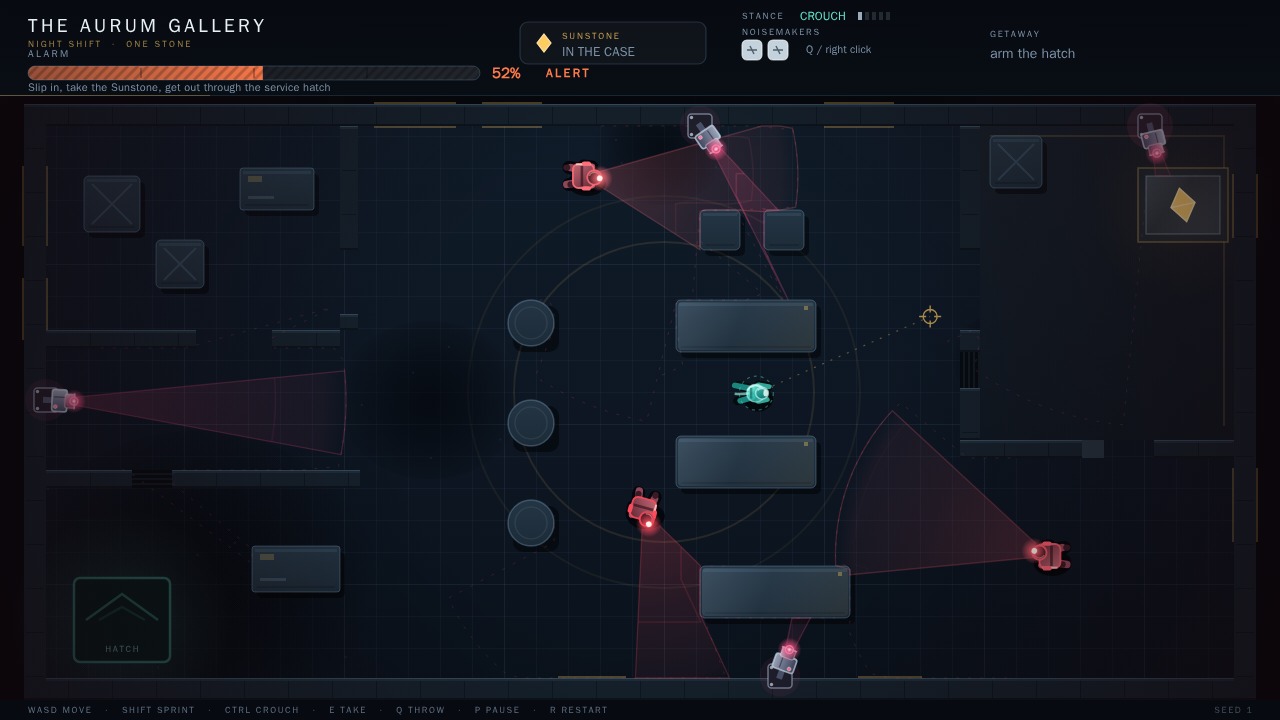 THE AURUM GALLERY
NIGHT SHIFT · ONE STONE
ALARM
52% ALERT
Slip in, take the Sunstone, get out through the service hatch
SUNSTONE
IN THE CASE
STANCE CROUCH
NOISEMAKERS
Q / right click
GETAWAY
arm the hatch
HATCH
WASD MOVE · SHIFT SPRINT · CTRL CROUCH · E TAKE · Q THROW · P PAUSE · R RESTART
SEED 1